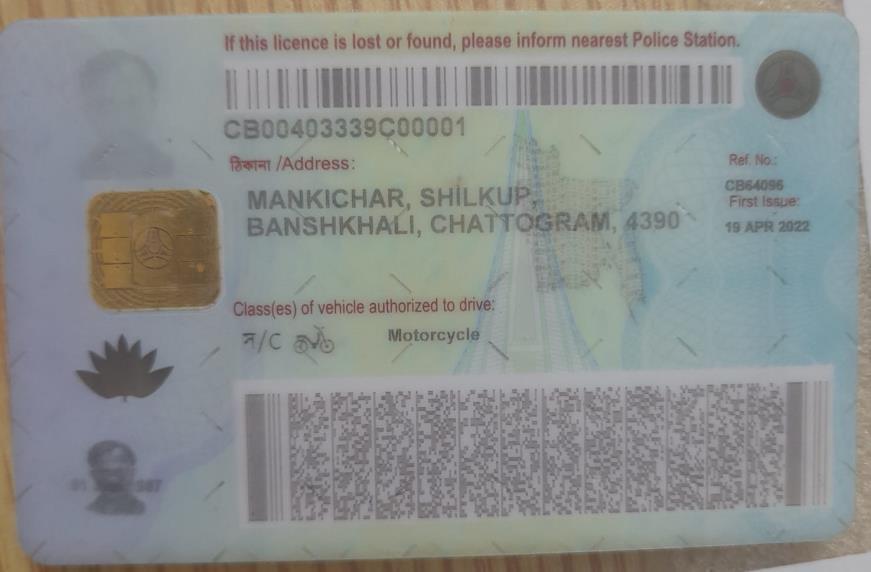 If this licence is lost or found, please inform nearest Police Station.
CB00403339C00001
ঠিকানা /Address:
MANKICHAR, SHILKUP,
BANSHKHALI, CHATTOGRAM, 4390
Ref. No.:
CB64096
First Issue:
19 APR 2022
Class(es) of vehicle authorized to drive:
ন/C Motorcycle